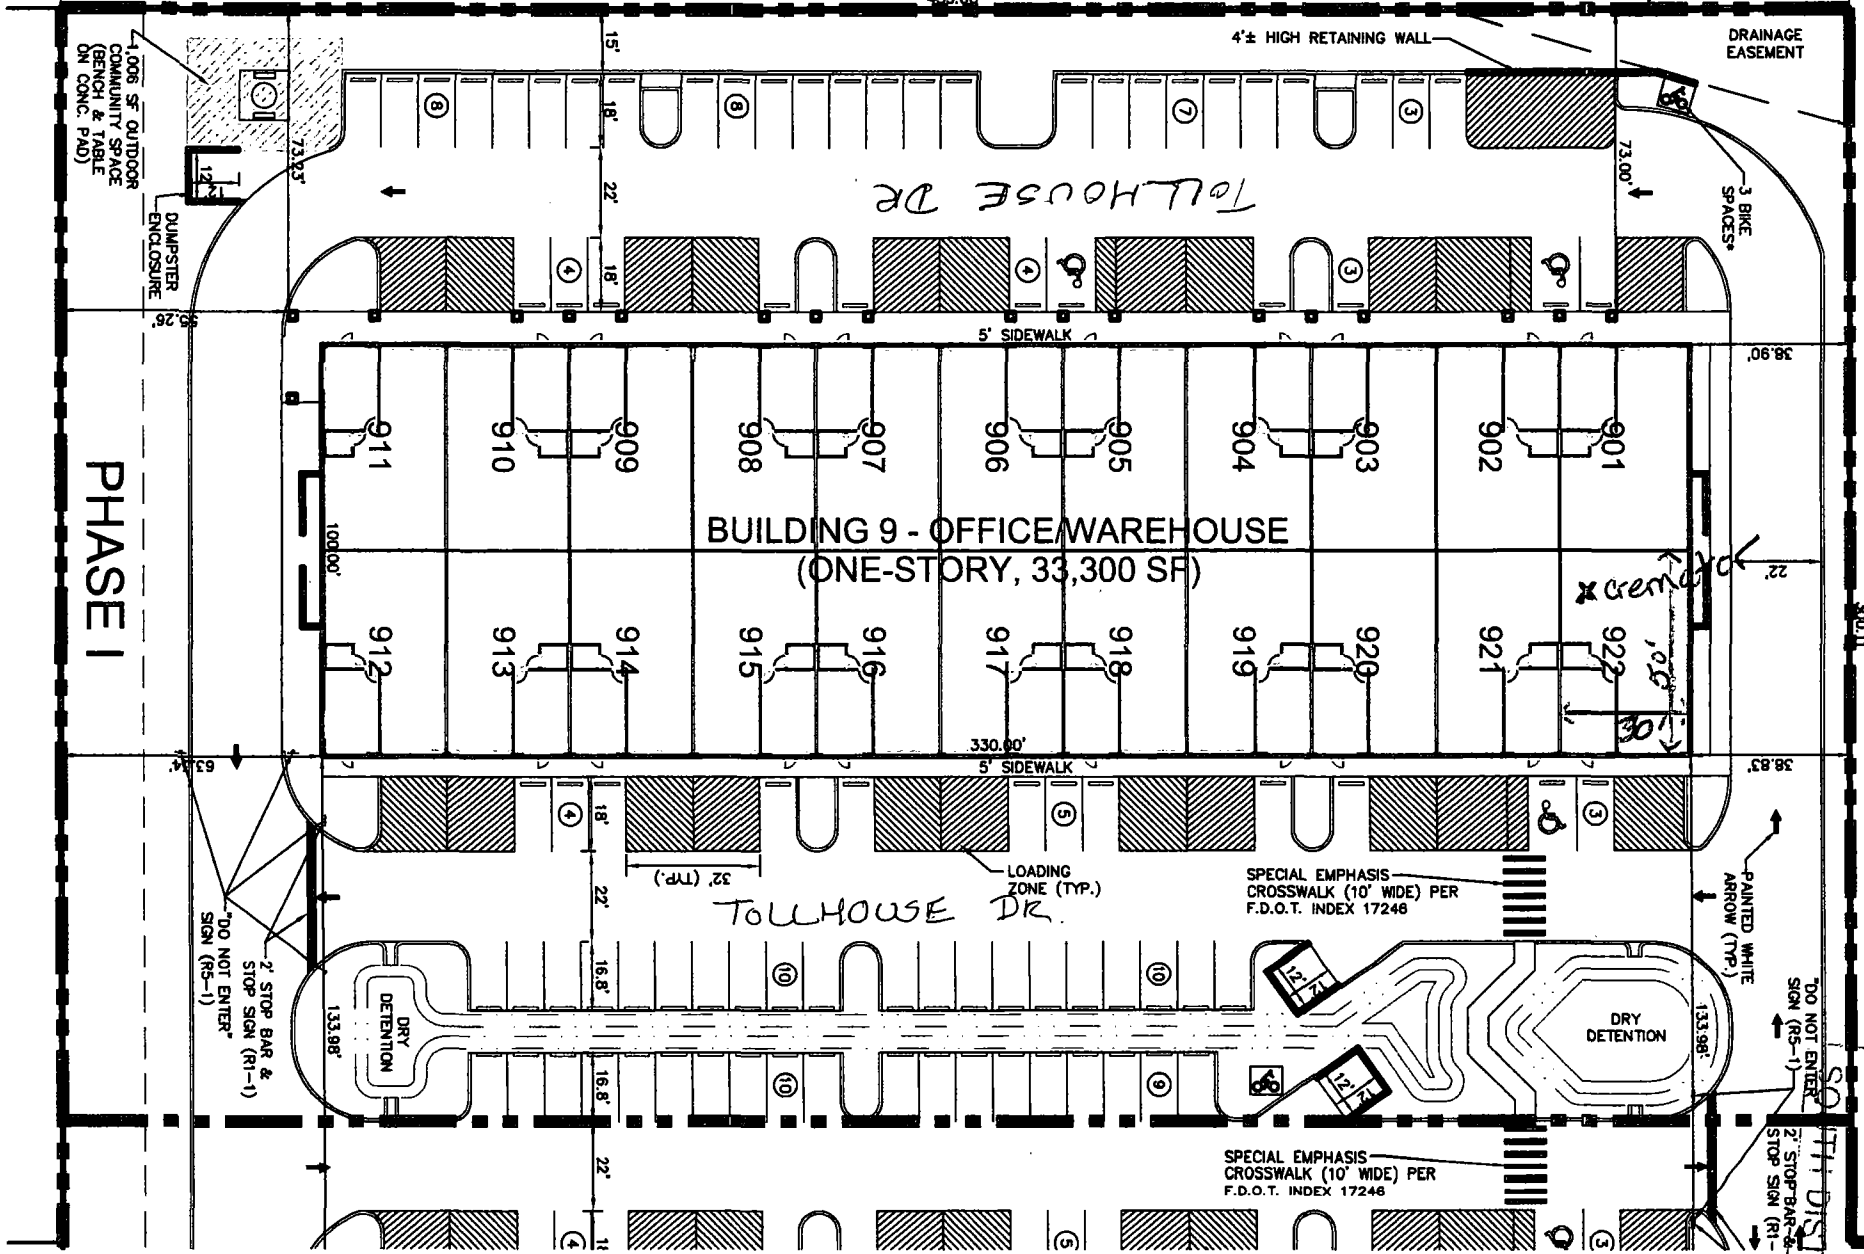 4'± HIGH RETAINING WALL
DRAINAGE
EASEMENT
1,006 SF OUTDOOR
COMMUNITY SPACE
(BENCH & TABLE
ON CONC. PAD)
15'
8
18'
8
7
3
73.23'
73.00'
3 BIKE
SPACES*
12'
12'
DUMPSTER
ENCLOSURE
22'
TOLLHOUSE DR
4
18'
4
3
55.26'
5' SIDEWALK
38.90'
911
910
909
908
907
906
905
904
903
902
901
PHASE I
100.00'
BUILDING 9 - OFFICE/WAREHOUSE
(ONE-STORY, 33,300 SF)
22'
912
913
914
915
916
917
918
919
920
921
922
50'
30'
330.00'
5' SIDEWALK
38.83'
4
18'
5
3
32' (TYP.)
LOADING
ZONE (TYP.)
22'
TOLLHOUSE DR.
SPECIAL EMPHASIS
CROSSWALK (10' WIDE) PER
F.D.O.T. INDEX 17246
PAINTED WHITE
ARROW (TYP.)
"DO NOT ENTER"
SIGN (R5-1)
2' STOP BAR &
STOP SIGN (R1-1)
133.98'
DRY
DETENTION
16.8'
10
10
12'
12'
DRY
DETENTION
133.98'
"DO NOT ENTER"
SIGN (R5-1)
16.8'
10
9
12'
12'
22'
SPECIAL EMPHASIS
CROSSWALK (10' WIDE) PER
F.D.O.T. INDEX 17246
2' STOP BAR &
STOP SIGN (R1-
4
18
5
3